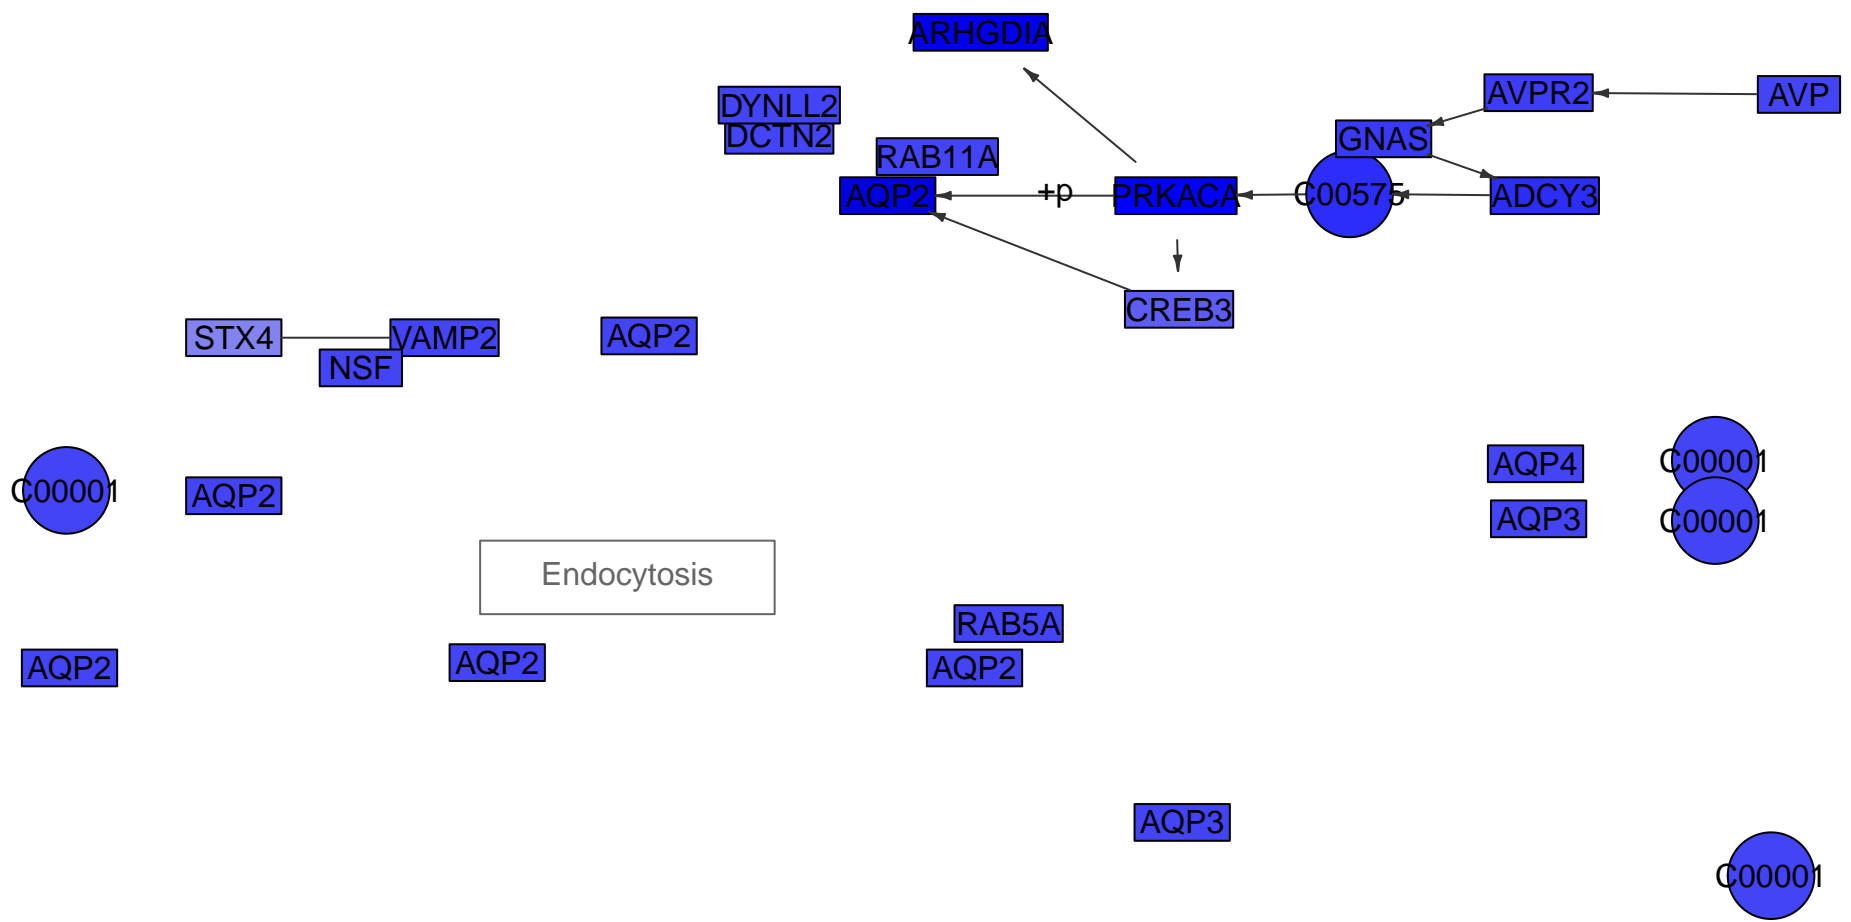 ARHGDIA
DYNLL2
AVPR2
AVP
DCTN2
GNAS
RAB11A
AQP2
+p
PRKACA
C00575
ADCY3
CREB3
STX4
VAMP2
AQP2
NSF
C00001
AQP2
AQP4
C00001
AQP3
C00001
Endocytosis
RAB5A
AQP2
AQP2
AQP2
AQP3
C00001